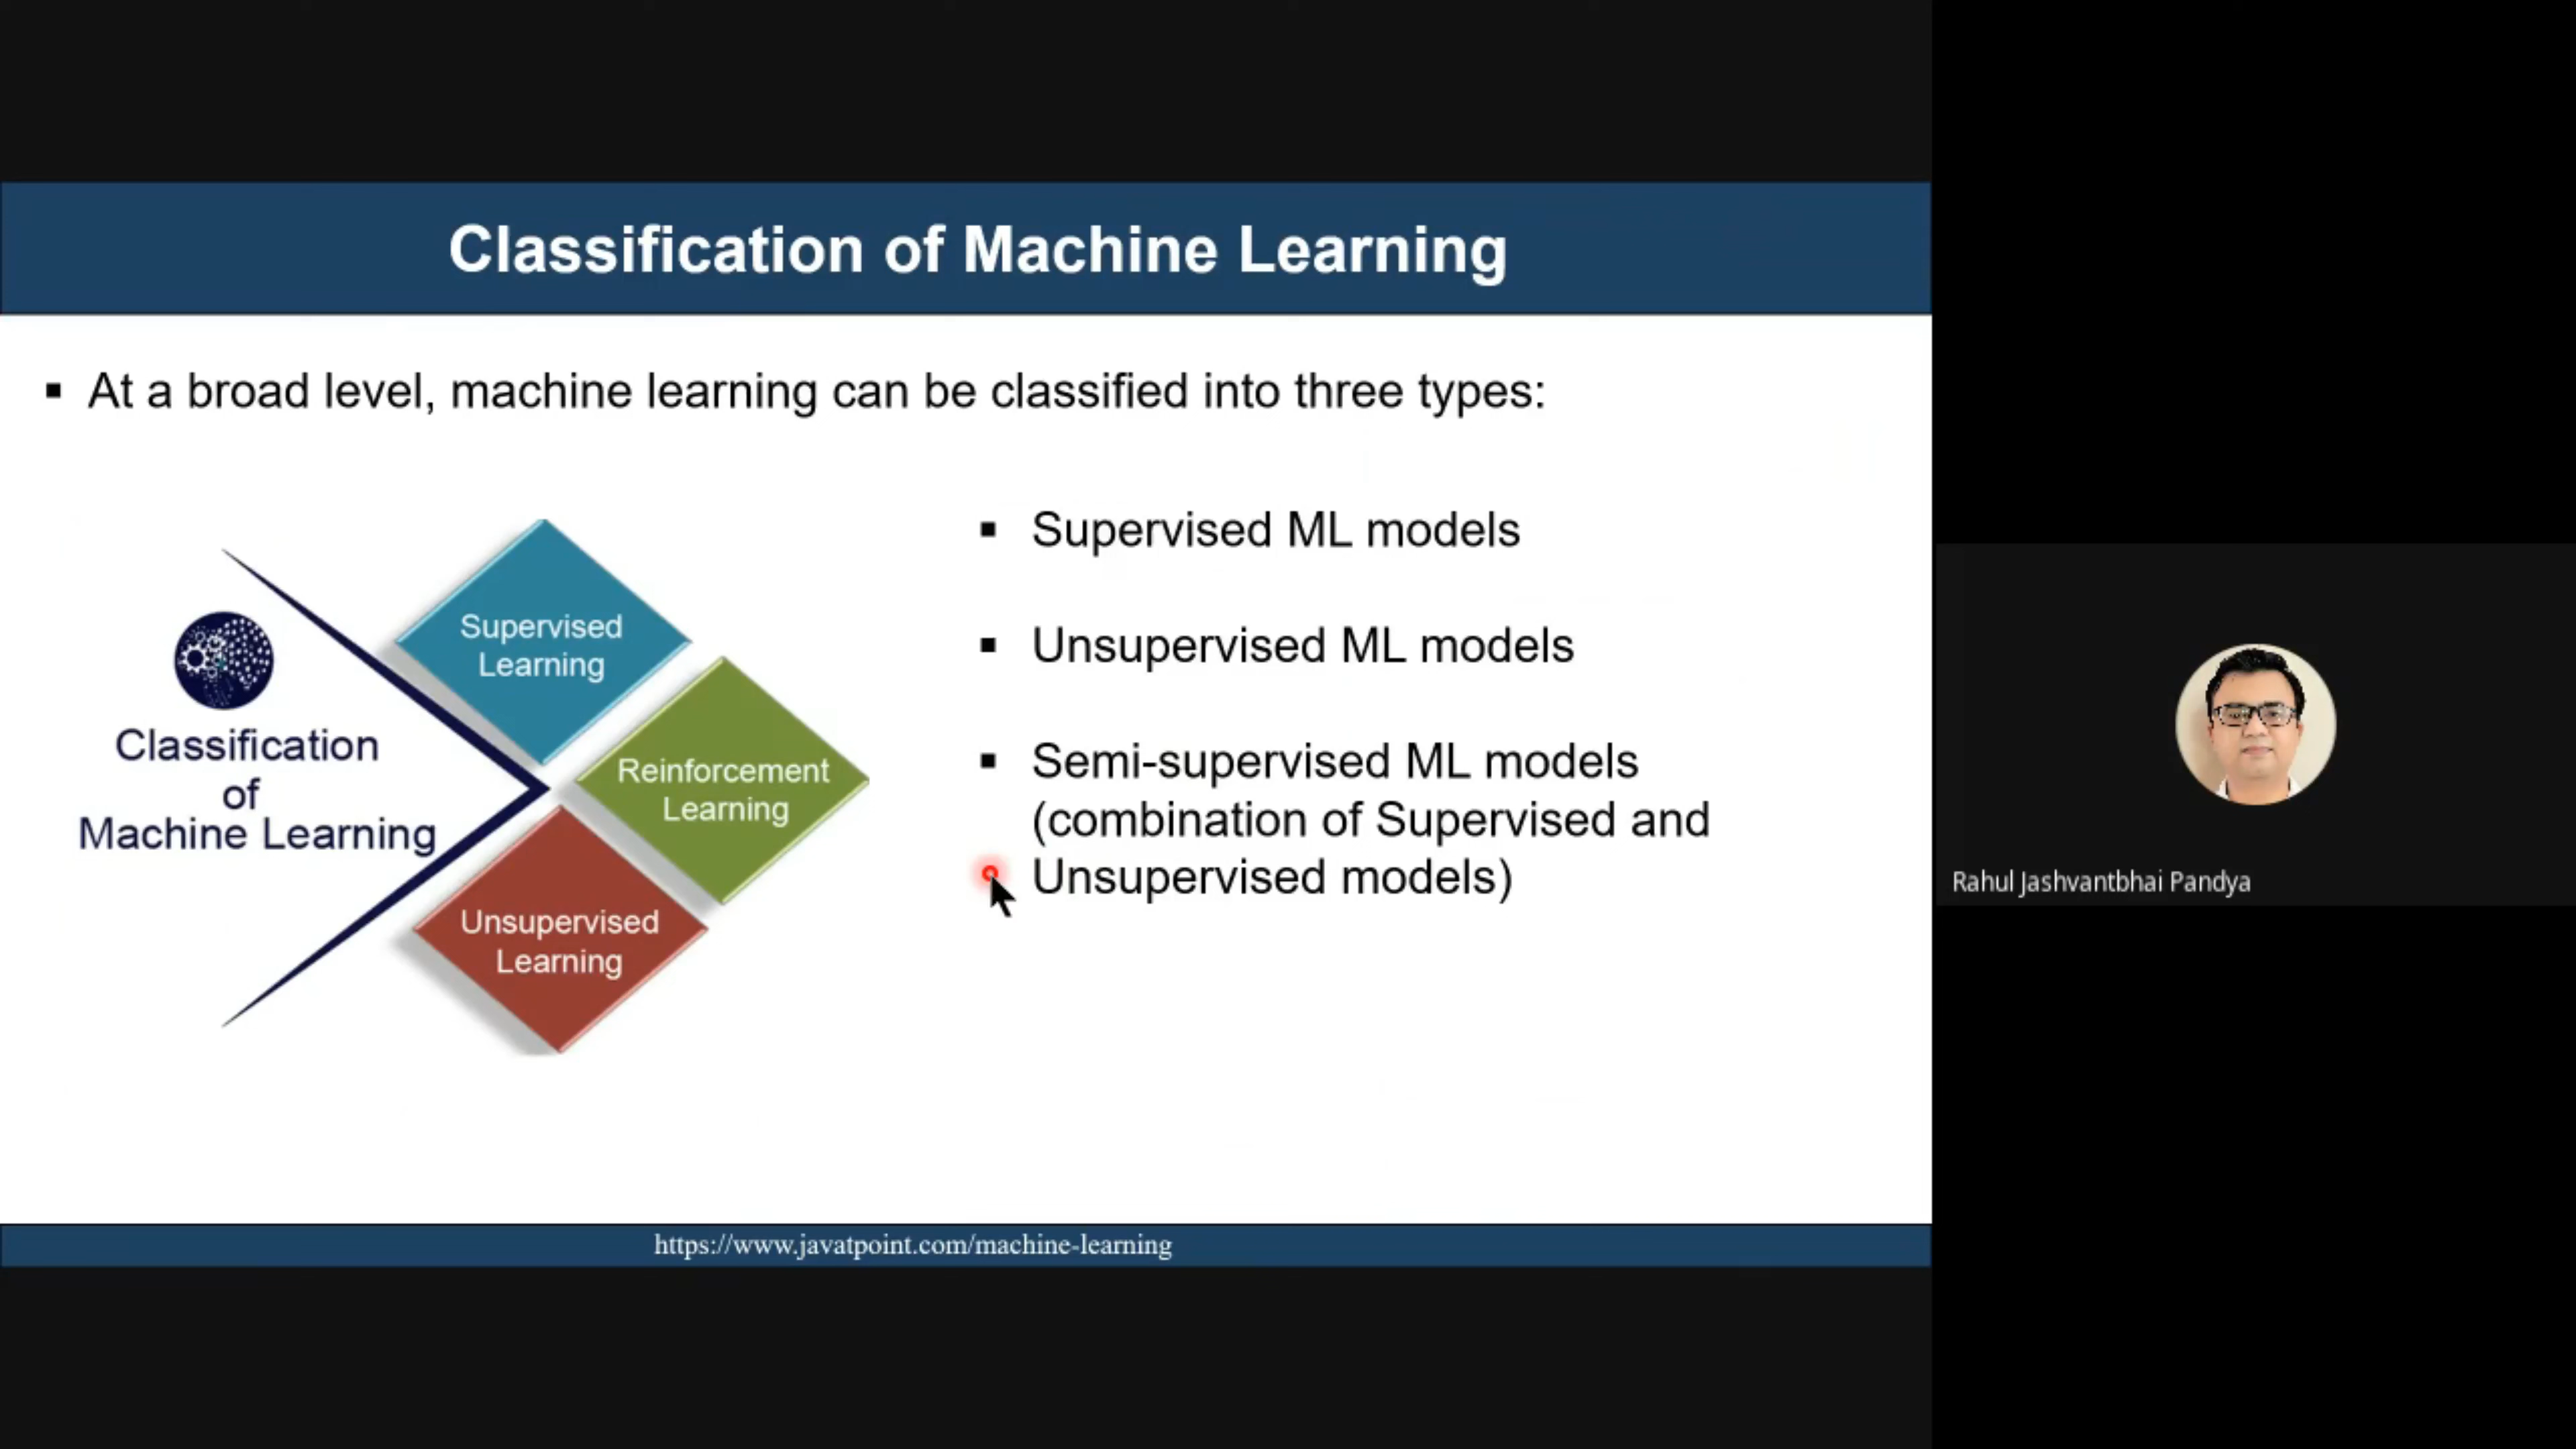 Classification of Machine Learning
▪ At a broad level, machine learning can be classified into three types:
Classification
of
Machine Learning
Supervised
Learning
Reinforcement
Learning
Unsupervised
Learning
▪ Supervised ML models
▪ Unsupervised ML models
▪ Semi-supervised ML models
(combination of Supervised and
Unsupervised models)
https://www.javatpoint.com/machine-learning
Rahul Jashvantbhai Pandya